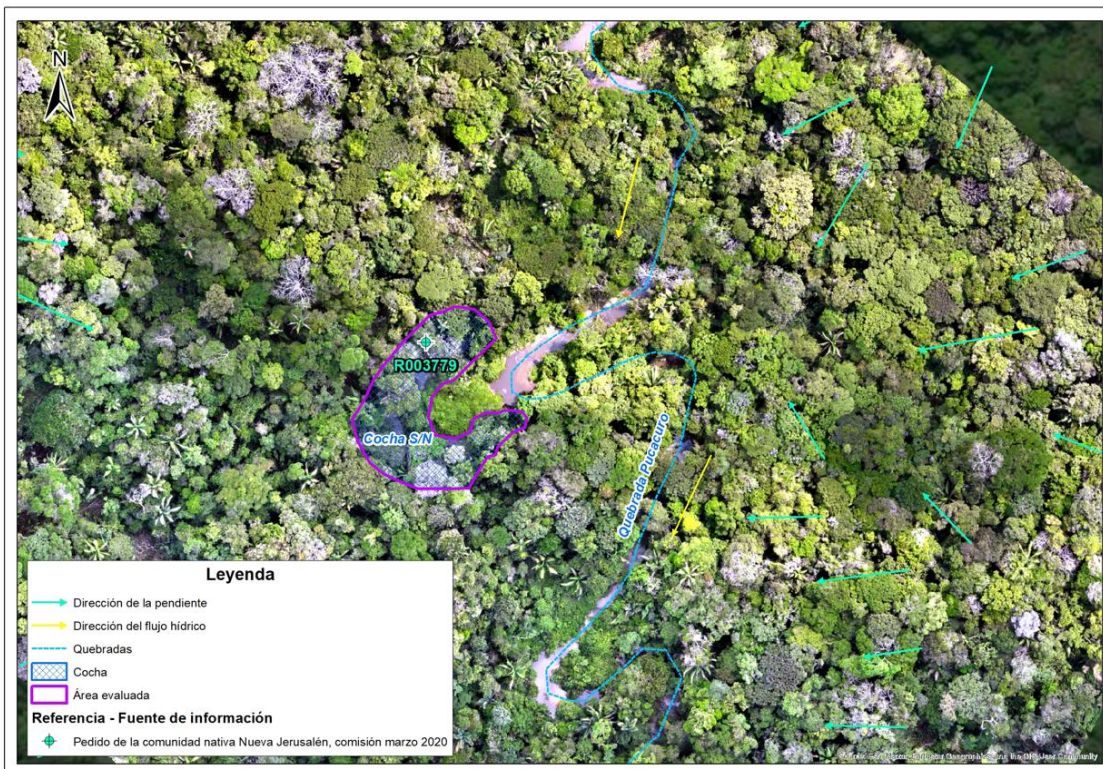 N
R003779
Cocha S/N
Quebrada Pucacuro
Leyenda
Dirección de la pendiente
Dirección del flujo hídrico
Quebradas
Cocha
Área evaluada
Referencia - Fuente de información
Pedido de la comunidad nativa Nueva Jerusalén, comisión marzo 2020
Community